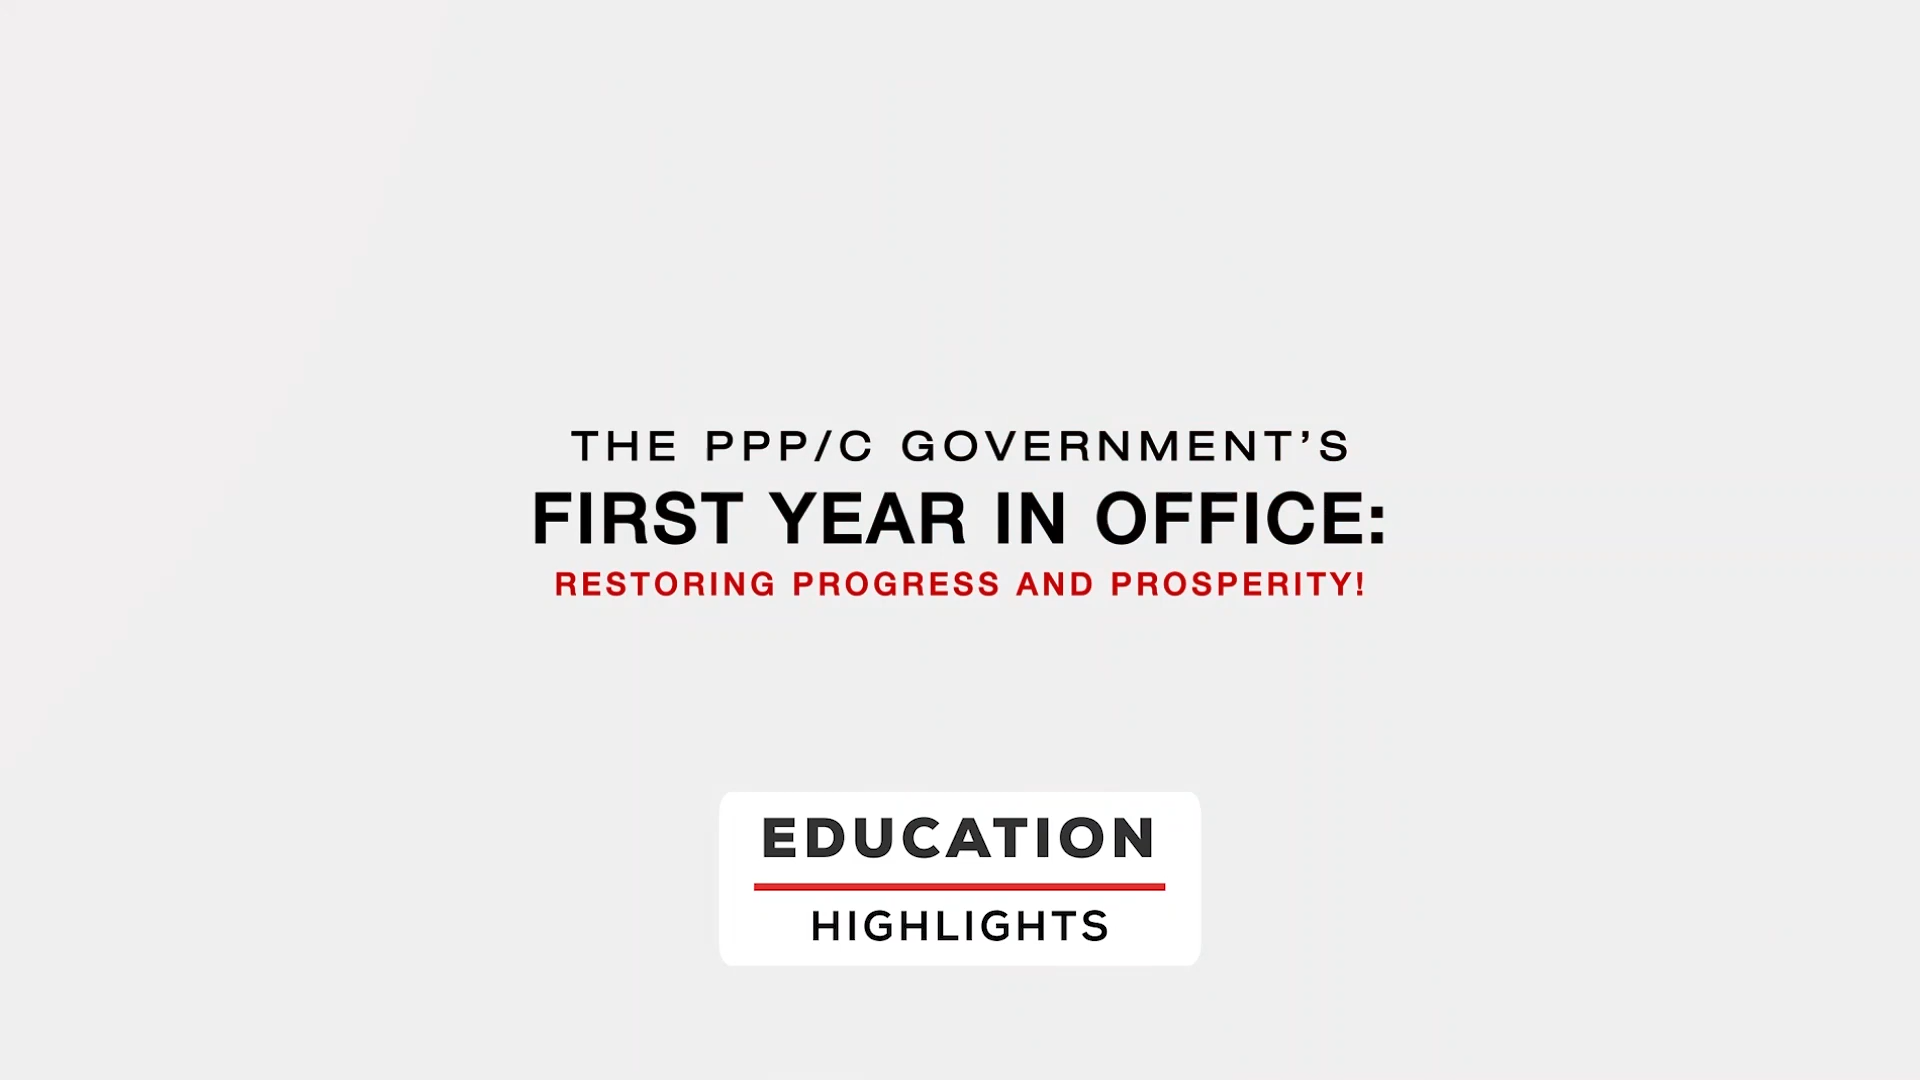 THE PPP/C GOVERNMENT’S
FIRST YEAR IN OFFICE:
RESTORING PROGRESS AND PROSPERITY!
EDUCATION
HIGHLIGHTS